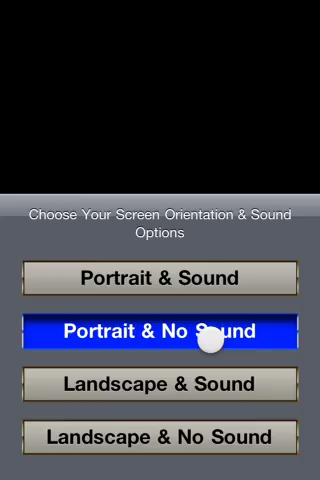 Choose Your Screen Orientation & Sound
Options
Portrait & Sound
Portrait & No Sound
Landscape & Sound
Landscape & No Sound